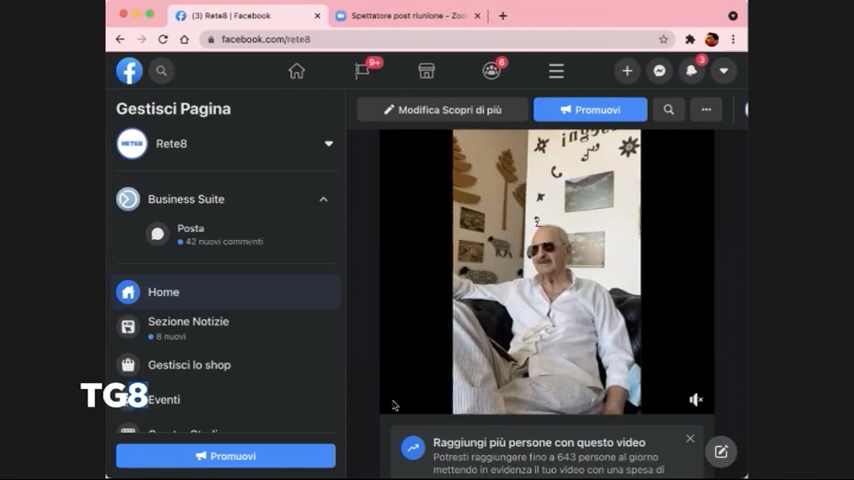 (3) Rete8 | Facebook
Spettatore post riunione - Zoo
facebook.com/rete8
9+
6
3
Gestisci Pagina
Modifica Scopri di più
Promuovi
RETE8
Rete8
Business Suite
Posta
42 nuovi commenti
Home
Sezione Notizie
8 nuovi
Gestisci lo shop
TG8
Eventi
Promuovi
Raggiungi più persone con questo video
Potresti raggiungere fino a 643 persone al giorno
mettendo in evidenza il tuo video con una spesa di